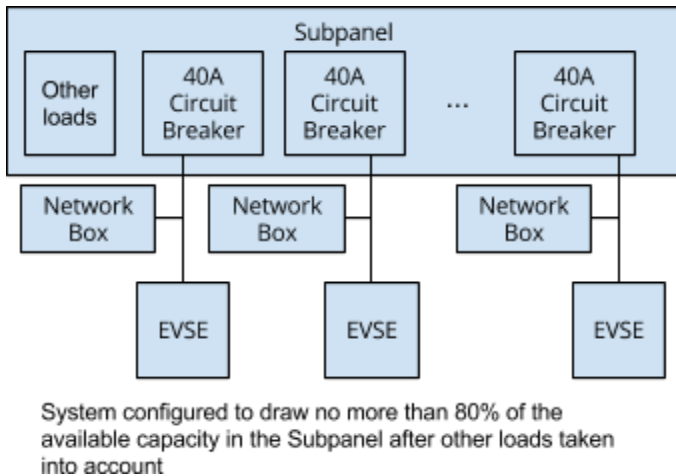 Subpanel
Other
loads
40A
Circuit
Breaker
40A
Circuit
Breaker
...
40A
Circuit
Breaker
Network
Box
Network
Box
Network
Box
EVSE
EVSE
EVSE
System configured to draw no more than 80% of the
available capacity in the Subpanel after other loads taken
into account